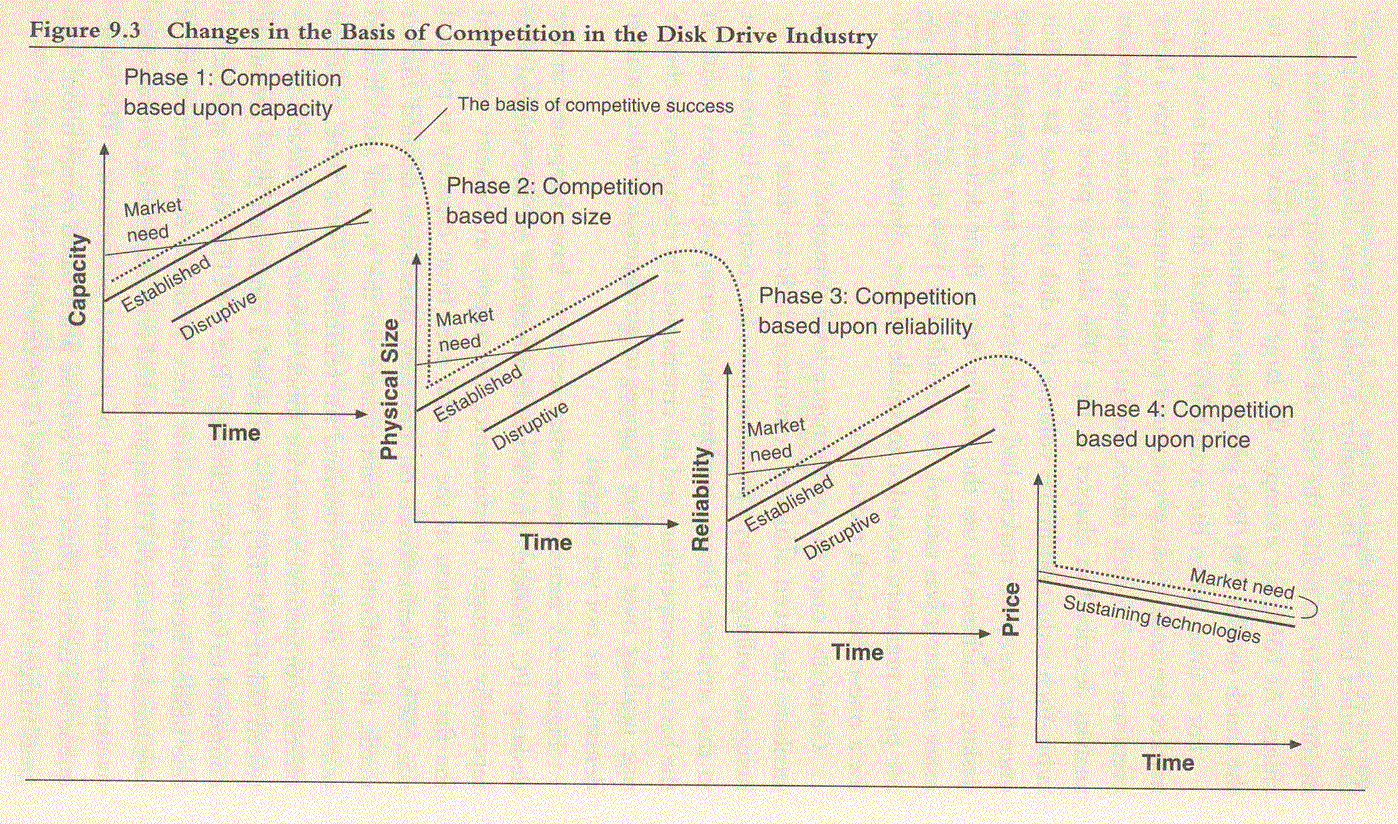 Figure 9.3 Changes in the Basis of Competition in the Disk Drive Industry
Phase 1: Competition
based upon capacity
The basis of competitive success
Market
need
Established
Disruptive
Capacity
Time
Phase 2: Competition
based upon size
Market
need
Established
Disruptive
Physical Size
Time
Phase 3: Competition
based upon reliability
Market
need
Established
Disruptive
Reliability
Time
Phase 4: Competition
based upon price
Market need
Sustaining technologies
Price
Time